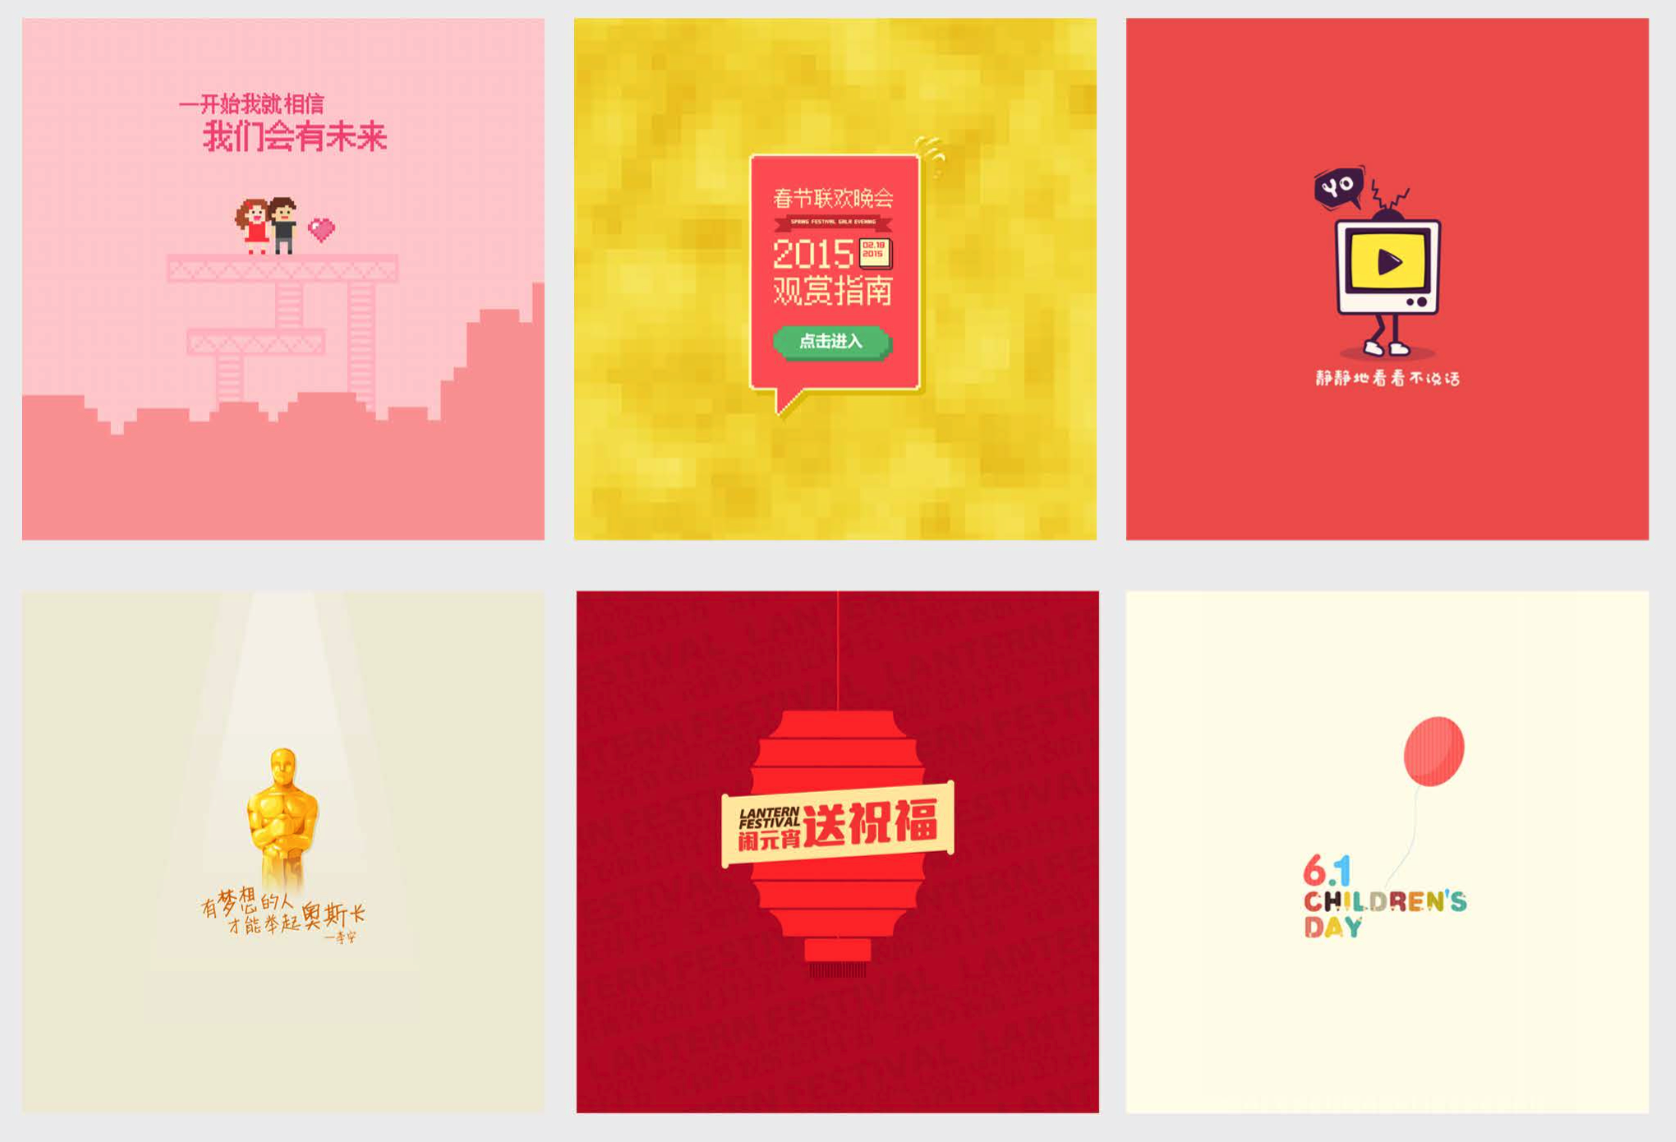 一开始我就相信
我们会有未来
春节联欢晚会
SPRING FESTIVAL GALA EVENING
2015
02.18
2015
观赏指南
点击进入
YO
静静地看看不说话
有梦想的人
才能举起奥斯卡
—李安
LANTERN
FESTIVAL
闹元宵
送祝福
6.1
CHILDREN'S
DAY